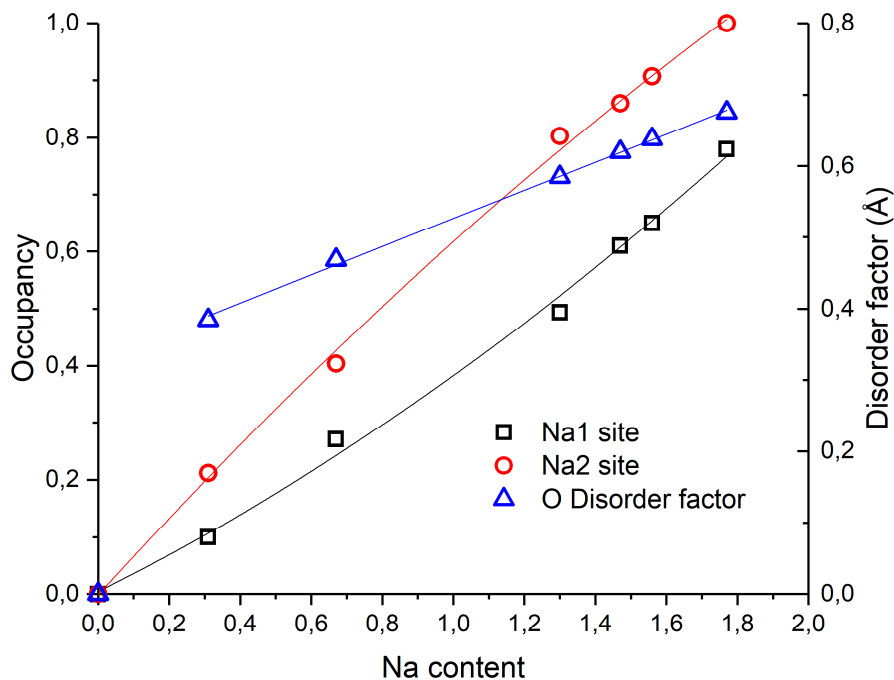 1,0
0,8
0,6
0,4
0,2
0,0
Occupancy
0,8
0,6
0,4
0,2
0,0
Disorder factor (Å)
Na1 site
Na2 site
O Disorder factor
0,0 0,2 0,4 0,6 0,8 1,0 1,2 1,4 1,6 1,8 2,0
Na content